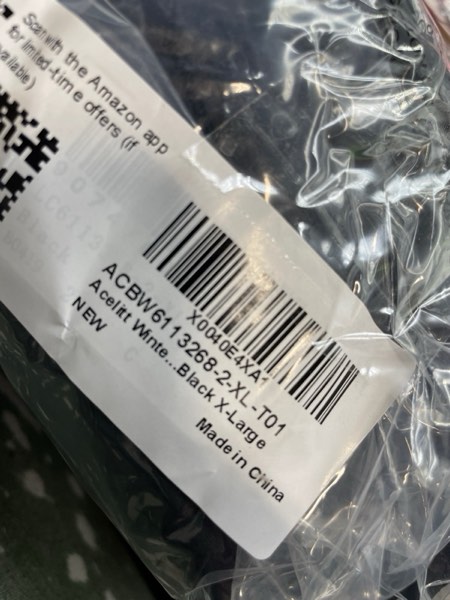 Scan with the Amazon app
for limited-time offers (if
available)
X0040E4XA1
ACBW6113268-2-XL-T01
Acelitt Winte...Black X-Large
NEW
Made in China